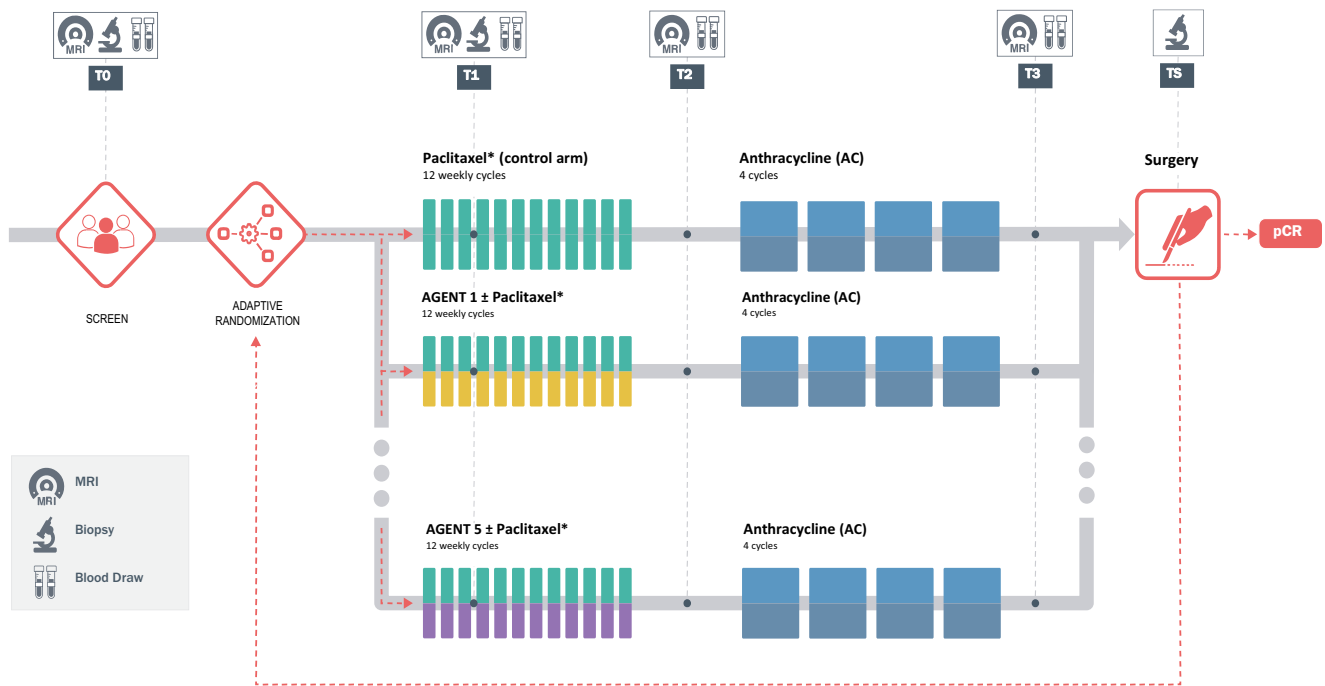 MRI
MRI
MRI
MRI
T0
T1
T2
T3
TS
Paclitaxel* (control arm)
12 weekly cycles
Anthracycline (AC)
4 cycles
Surgery
pCR
SCREEN
ADAPTIVE
RANDOMIZATION
AGENT 1 ± Paclitaxel*
12 weekly cycles
Anthracycline (AC)
4 cycles
MRI
MRI
Biopsy
Blood Draw
AGENT 5 ± Paclitaxel*
12 weekly cycles
Anthracycline (AC)
4 cycles